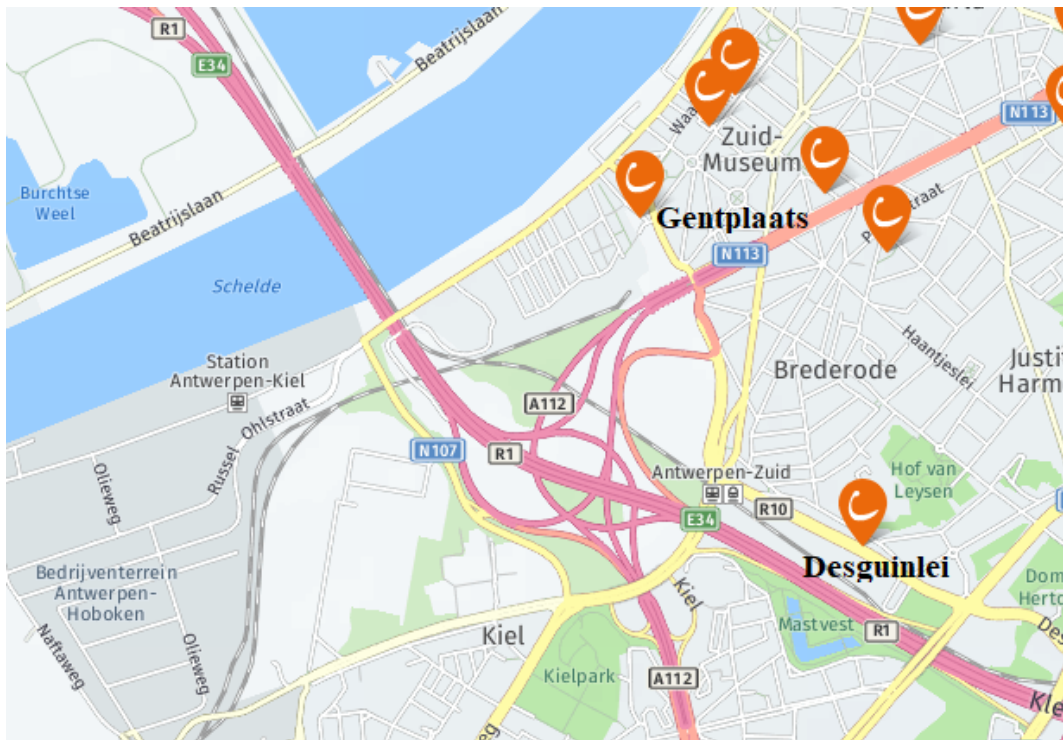 R1
E34
Beatrijslaan
N113
Zuid-
Museum
Burchtse
Weel
Beatrijslaan
Gentplaats
N113
Schelde
Station
Antwerpen-Kiel
Haantjeslei
Brederode
A112
Russel Ohlstraat
N107
R1
Antwerpen-Zuid
Hof van
Leysen
Olieweg
R10
E34
Desguinlei
Bedrijventerrein
Antwerpen-
Hoboken
Kiel
Mastvest
R1
Naftaweg
Olieweg
Kiel
Kielpark
A112